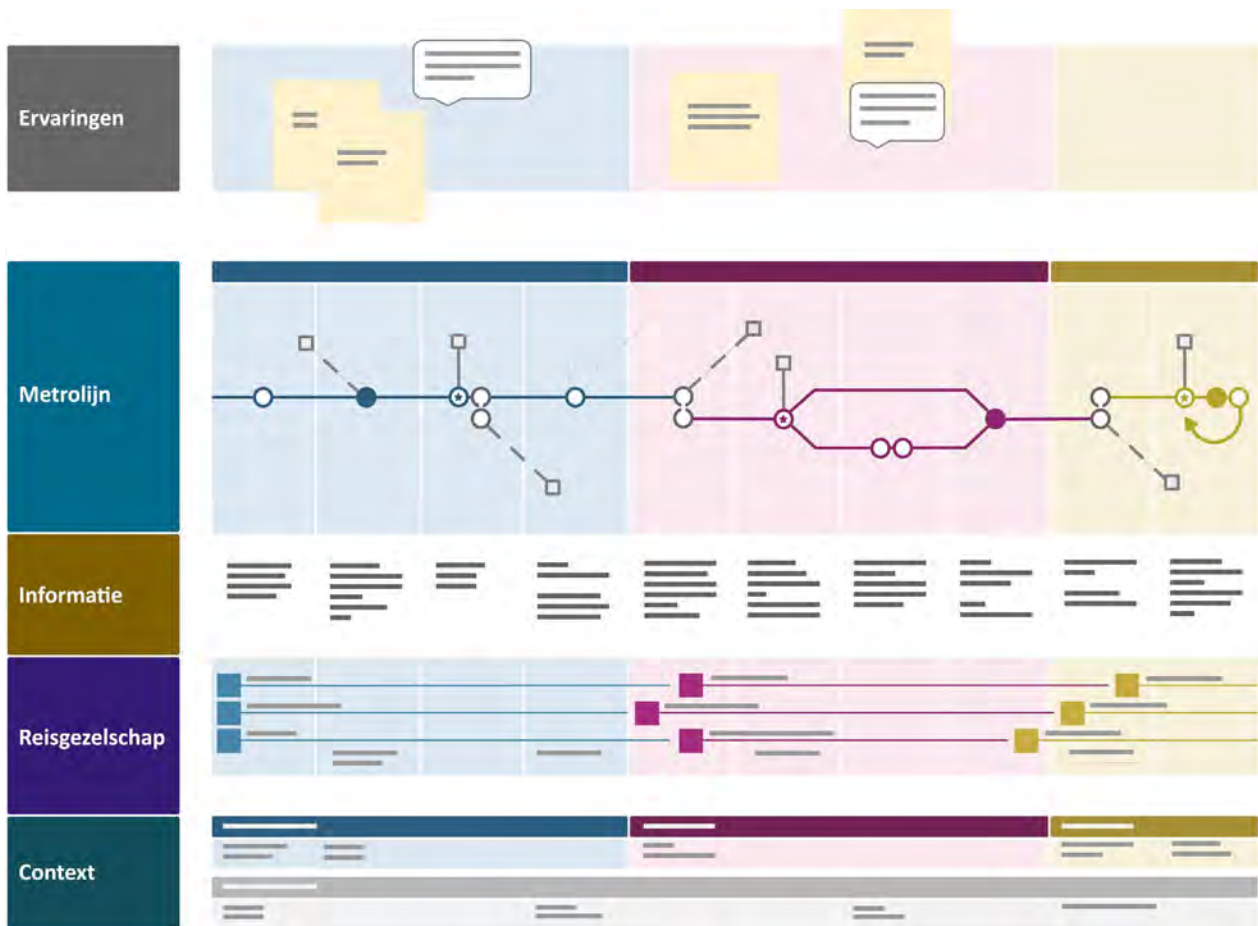 Ervaringen
Metrolijn
Informatie
Reisgezelschap
Context